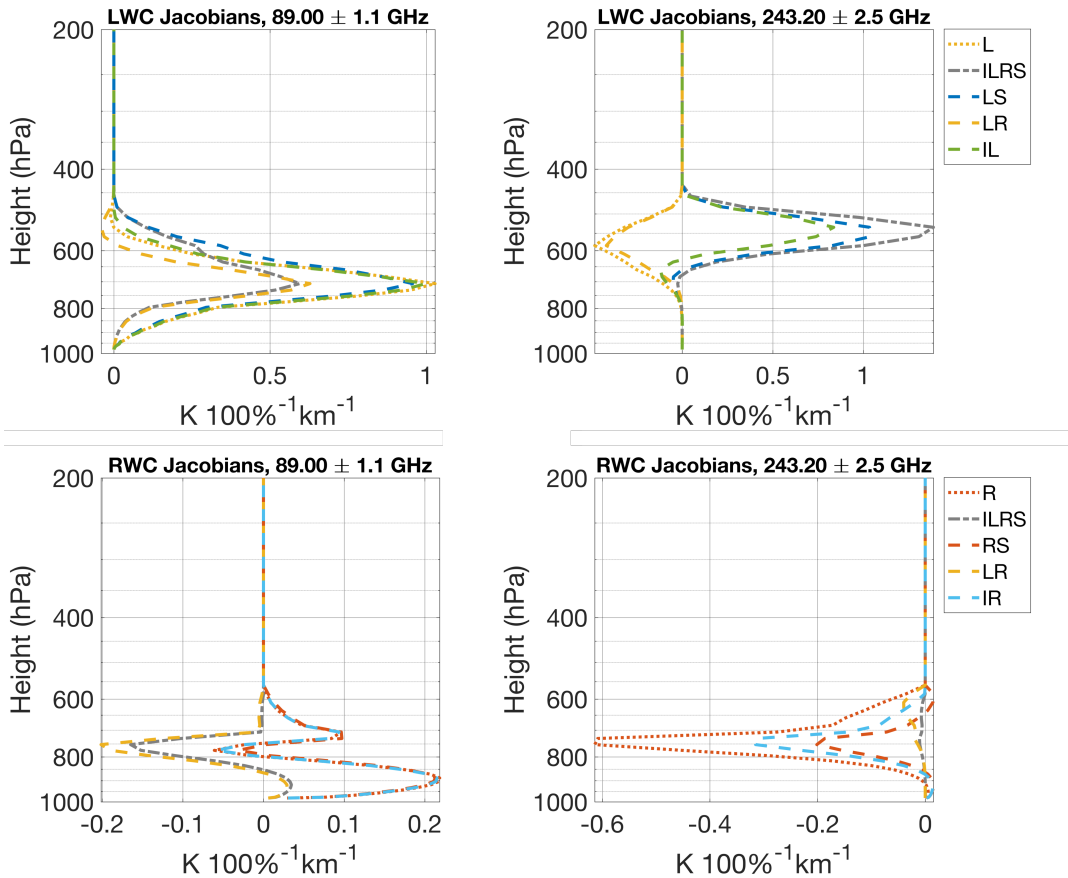 LWC Jacobians, 89.00 ± 1.1 GHz
200
400
600
800
1000
Height (hPa)
0
0.5
1
K 100%⁻¹km⁻¹
LWC Jacobians, 243.20 ± 2.5 GHz
200
400
600
800
1000
Height (hPa)
0
0.5
1
K 100%⁻¹km⁻¹
L
ILRS
LS
LR
IL
RWC Jacobians, 89.00 ± 1.1 GHz
200
400
600
800
1000
Height (hPa)
-0.2
-0.1
0
0.1
0.2
K 100%⁻¹km⁻¹
RWC Jacobians, 243.20 ± 2.5 GHz
200
400
600
800
1000
Height (hPa)
-0.6
-0.4
-0.2
0
K 100%⁻¹km⁻¹
R
ILRS
RS
LR
IR